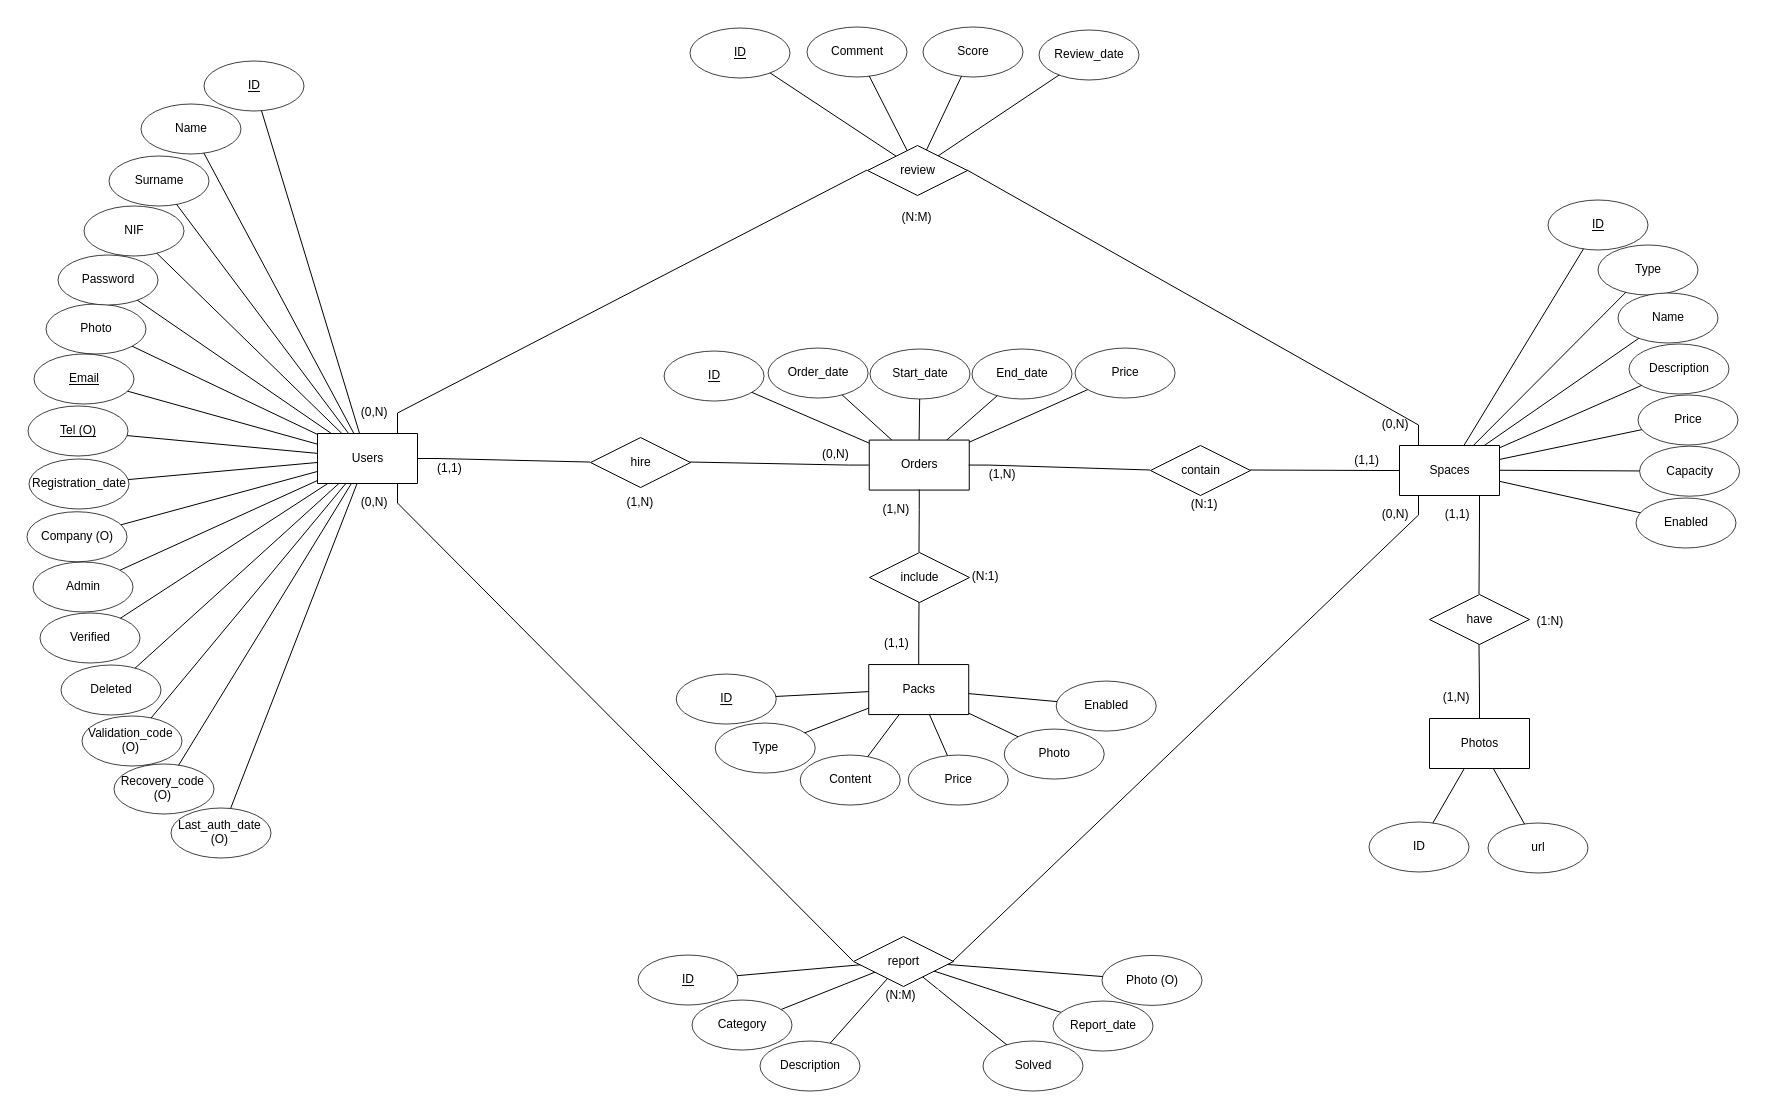 ID
Comment
Score
Review_date
review
(N:M)
ID
Name
Surname
NIF
Password
Photo
Email
Tel (O)
Registration_date
Company (O)
Admin
Verified
Deleted
Validation_code
(O)
Recovery_code
(O)
Last_auth_date
(O)
(0,N)
Users
(1,1)
(0,N)
hire
(1,N)
ID
Order_date
Start_date
End_date
Price
(0,N)
Orders
(1,N)
(1,N)
contain
(N:1)
include
(N:1)
(1,1)
Packs
ID
Type
Content
Price
Photo
Enabled
ID
Type
Name
Description
Price
Capacity
Enabled
(0,N)
(1,1)
Spaces
(0,N)
(1,1)
have
(1:N)
(1,N)
Photos
ID
url
report
(N:M)
ID
Category
Description
Solved
Report_date
Photo (O)